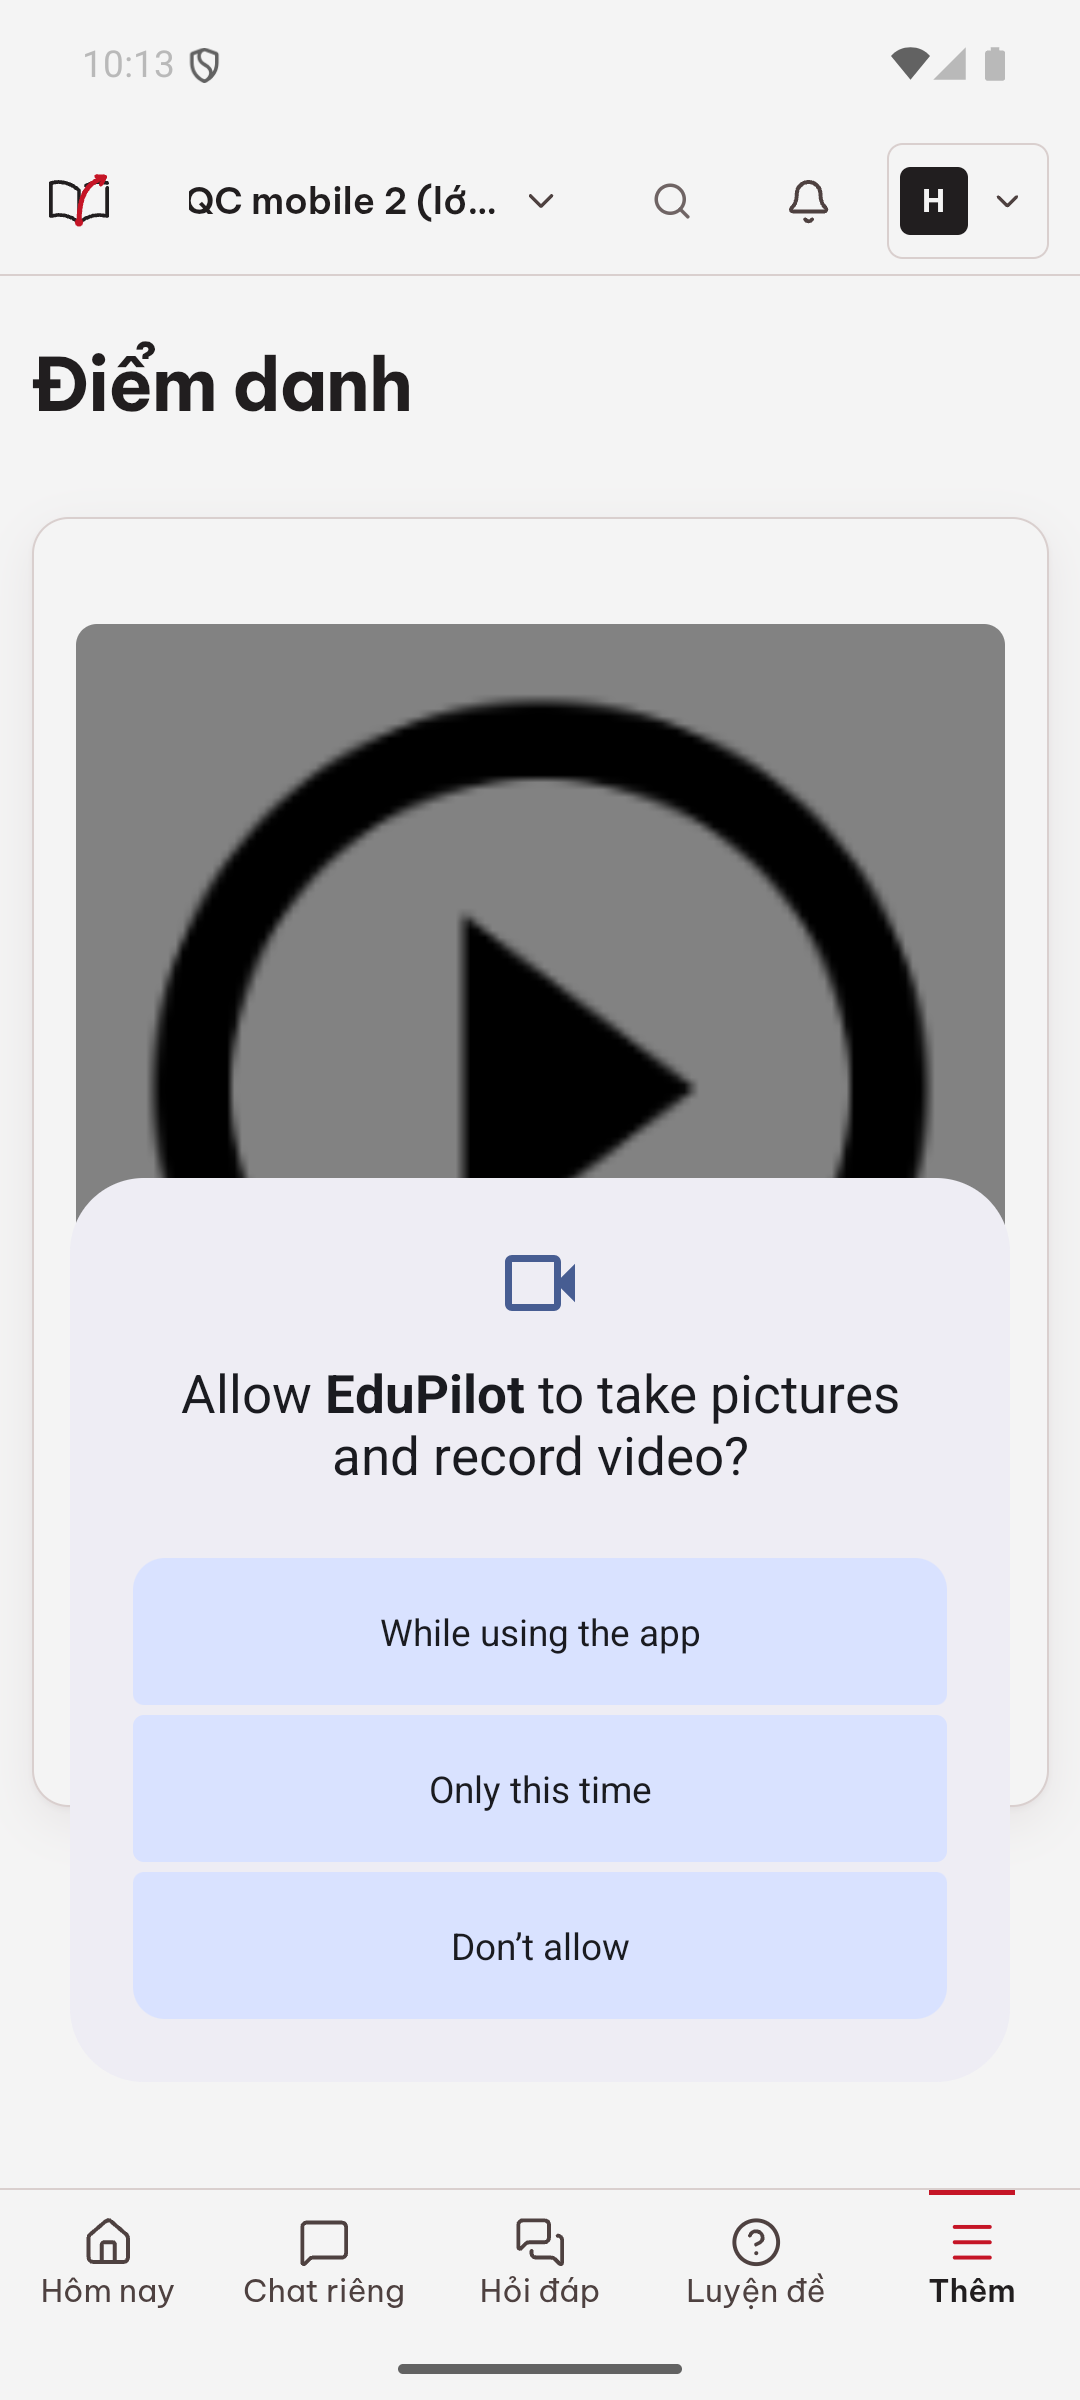 10:13
QC mobile 2 (lớ...
H
Điểm danh
Allow EduPilot to take pictures
and record video?
While using the app
Only this time
Don’t allow
Hôm nay
Chat riêng
Hỏi đáp
Luyện đề
Thêm